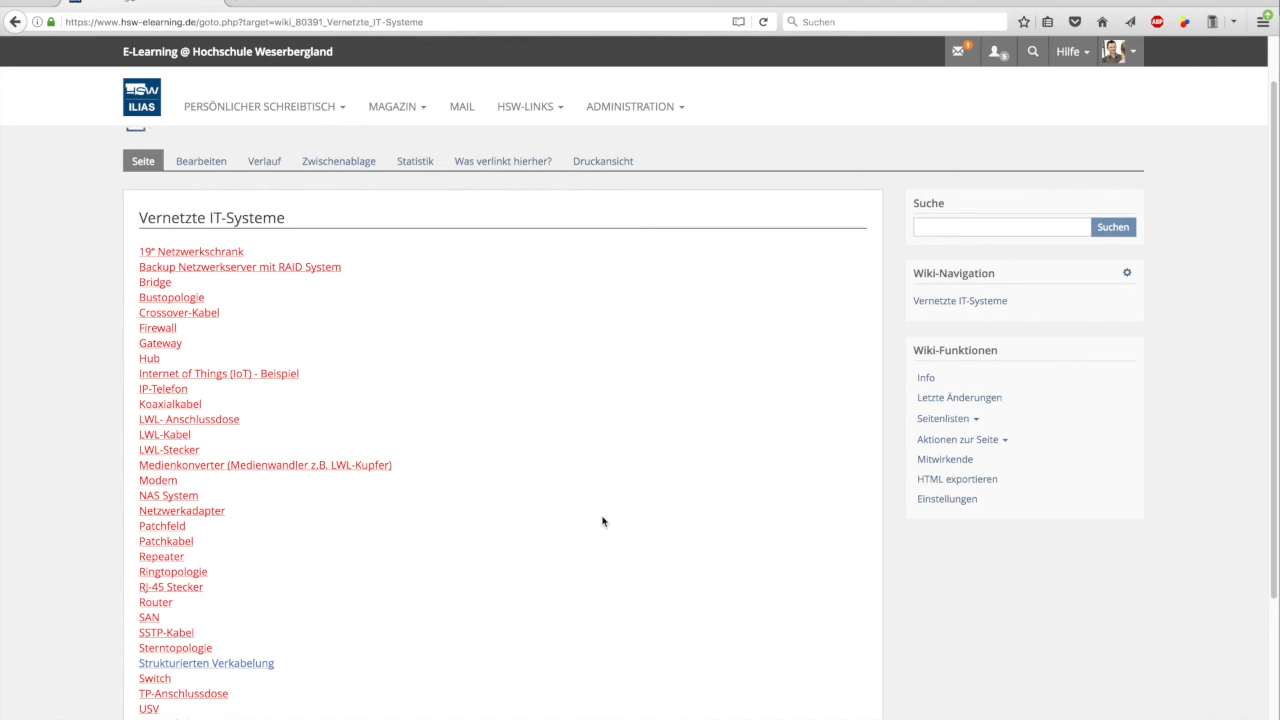 https://www.hsw-elearning.de/goto.php?target=wiki_80391_Vernetzte_IT-Systeme
Suchen
ABP
E-Learning @ Hochschule Weserbergland
1
5
Hilfe
HSW
ILIAS
PERSÖNLICHER SCHREIBTISCH
MAGAZIN
MAIL
HSW-LINKS
ADMINISTRATION
Seite
Bearbeiten
Verlauf
Zwischenablage
Statistik
Was verlinkt hierher?
Druckansicht
Vernetzte IT-Systeme
19" Netzwerkschrank
Backup Netzwerkserver mit RAID System
Bridge
Bustopologie
Crossover-Kabel
Firewall
Gateway
Hub
Internet of Things (IoT) - Beispiel
IP-Telefon
Koaxialkabel
LWL- Anschlussdose
LWL-Kabel
LWL-Stecker
Medienkonverter (Medienwandler z.B. LWL-Kupfer)
Modem
NAS System
Netzwerkadapter
Patchfeld
Patchkabel
Repeater
Ringtopologie
Rj-45 Stecker
Router
SAN
SSTP-Kabel
Sterntopologie
Strukturierten Verkabelung
Switch
TP-Anschlussdose
USV
Suche
Suchen
Wiki-Navigation
Vernetzte IT-Systeme
Wiki-Funktionen
Info
Letzte Änderungen
Seitenlisten
Aktionen zur Seite
Mitwirkende
HTML exportieren
Einstellungen